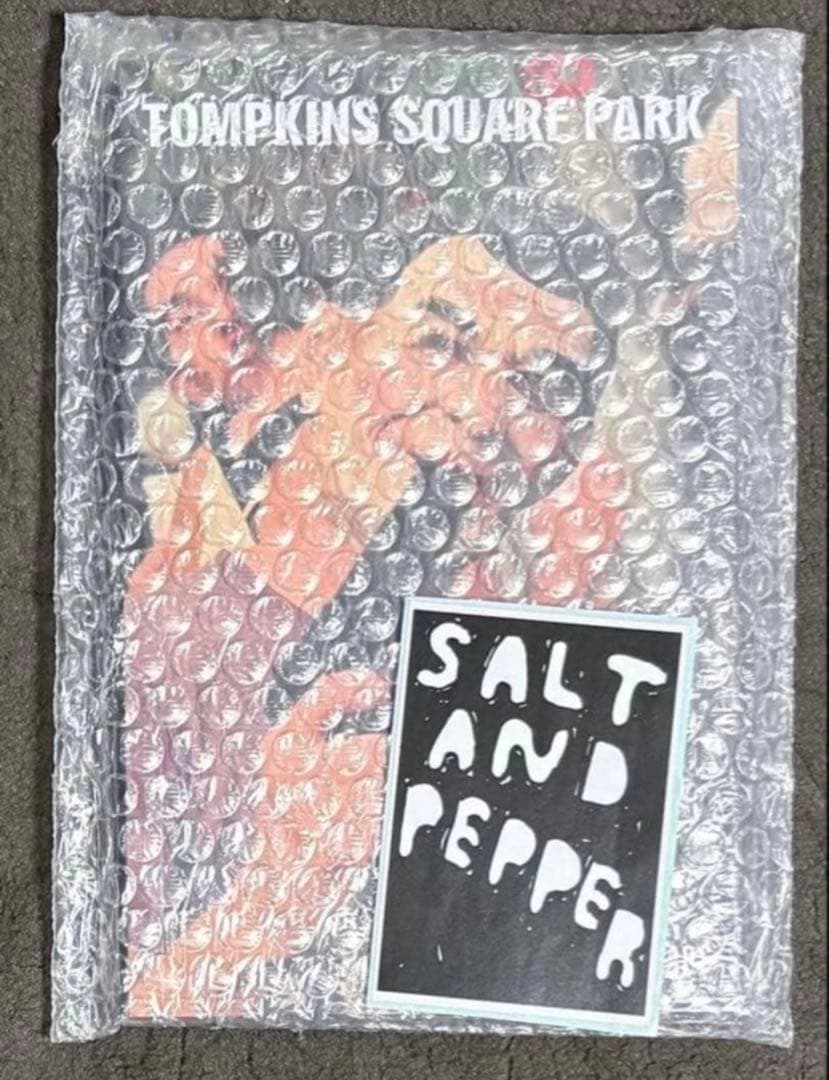 TOMPKINS SQUARE PARK
SALT
AND
PEPPER